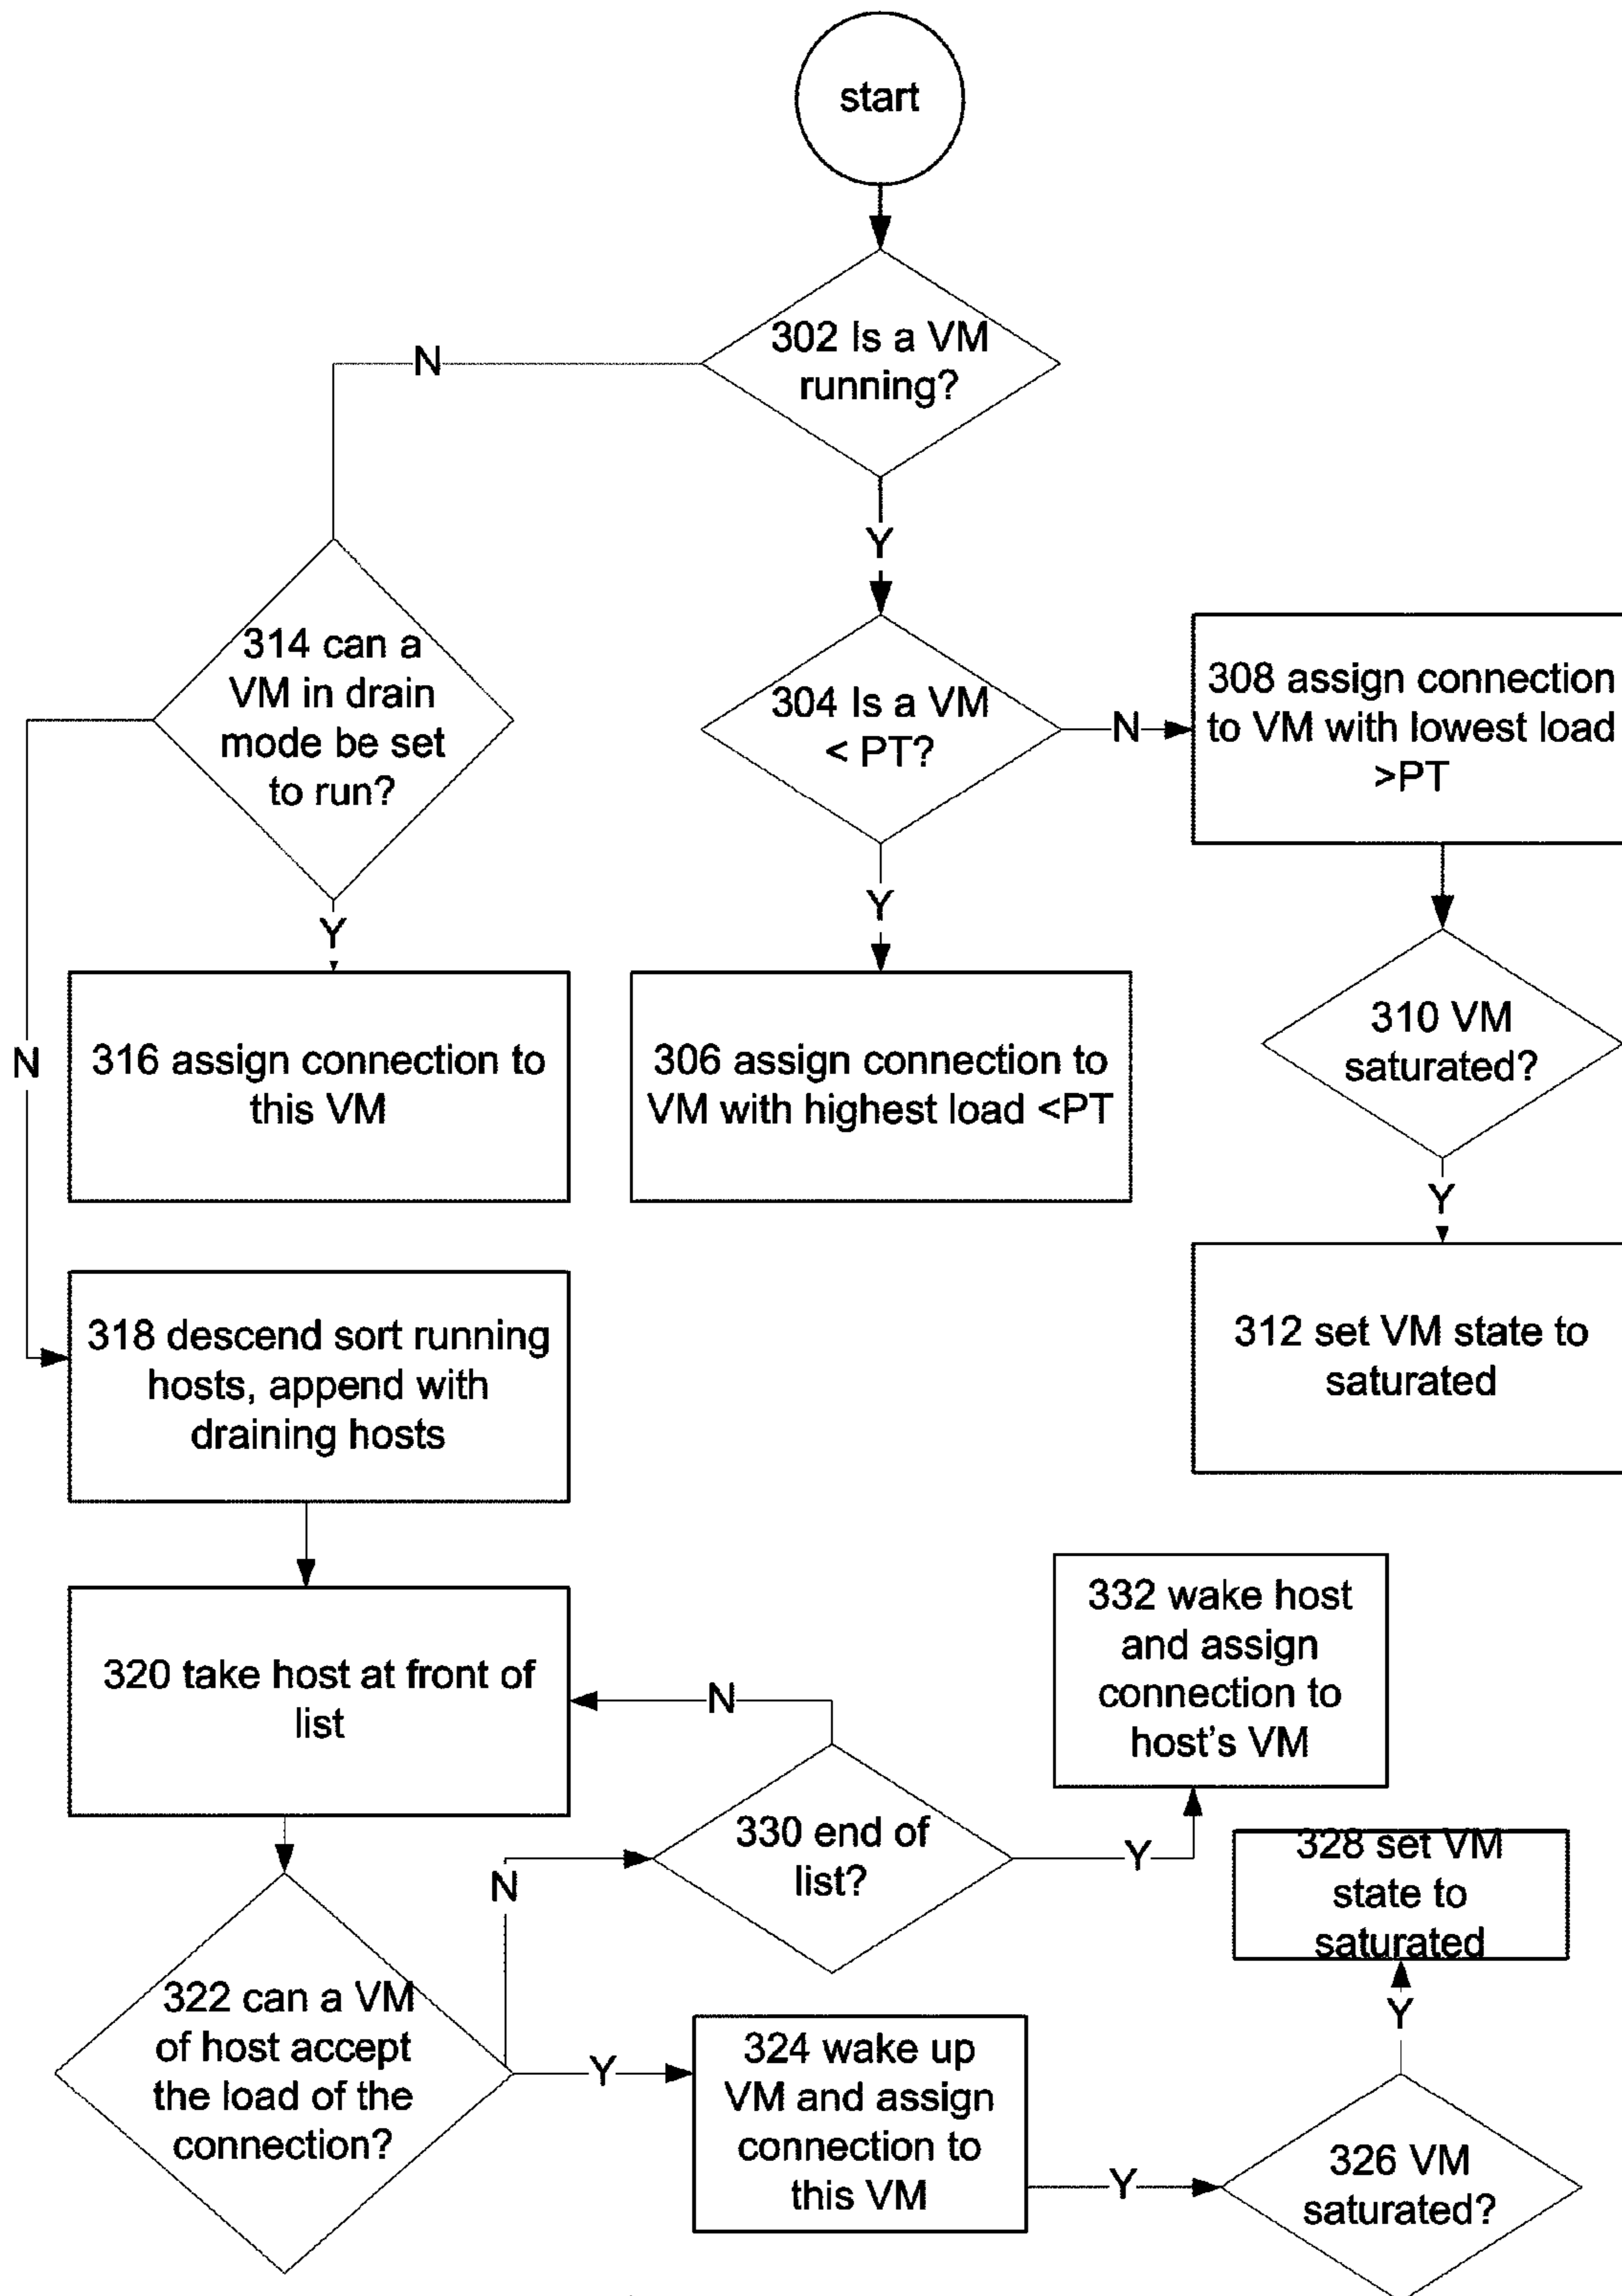 start
302 Is a VM
running?
N
Y
314 can a
VM in drain
mode be set
to run?
304 Is a VM
< PT?
N
308 assign connection
to VM with lowest load
>PT
Y
Y
N
316 assign connection to
this VM
306 assign connection to
VM with highest load <PT
310 VM
saturated?
Y
312 set VM state to
saturated
318 descend sort running
hosts, append with
draining hosts
320 take host at front of
list
N
332 wake host
and assign
connection to
host's VM
330 end of
list?
Y
N
328 set VM
state to
saturated
322 can a VM
of host accept
the load of the
connection?
Y
324 wake up
VM and assign
connection to
this VM
Y
Y
326 VM
saturated?